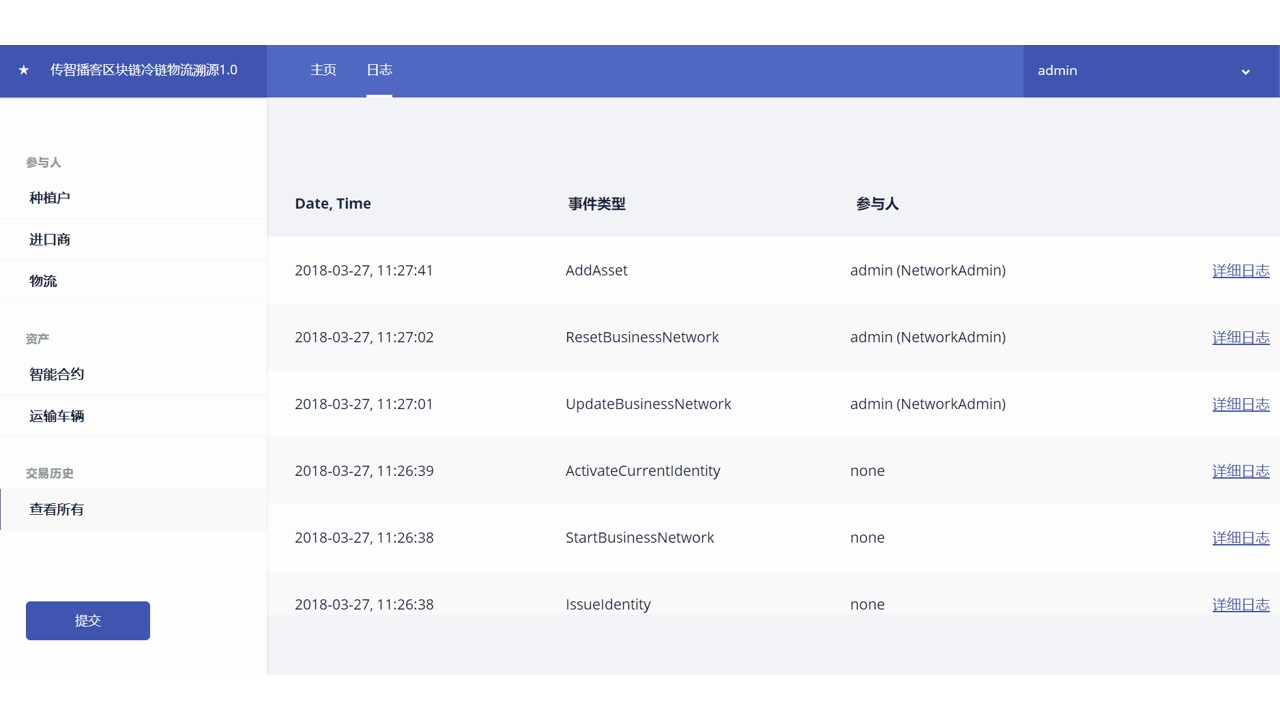 ★ 传智播客区块链冷链物流溯源1.0 主页 日志 admin
参与人
种植户
进口商
物流
资产
智能合约
运输车辆
交易历史
查看所有
提交
Date, Time 事件类型 参与人
2018-03-27, 11:27:41 AddAsset admin (NetworkAdmin) 详细日志
2018-03-27, 11:27:02 ResetBusinessNetwork admin (NetworkAdmin) 详细日志
2018-03-27, 11:27:01 UpdateBusinessNetwork admin (NetworkAdmin) 详细日志
2018-03-27, 11:26:39 ActivateCurrentIdentity none 详细日志
2018-03-27, 11:26:38 StartBusinessNetwork none 详细日志
2018-03-27, 11:26:38 IssueIdentity none 详细日志